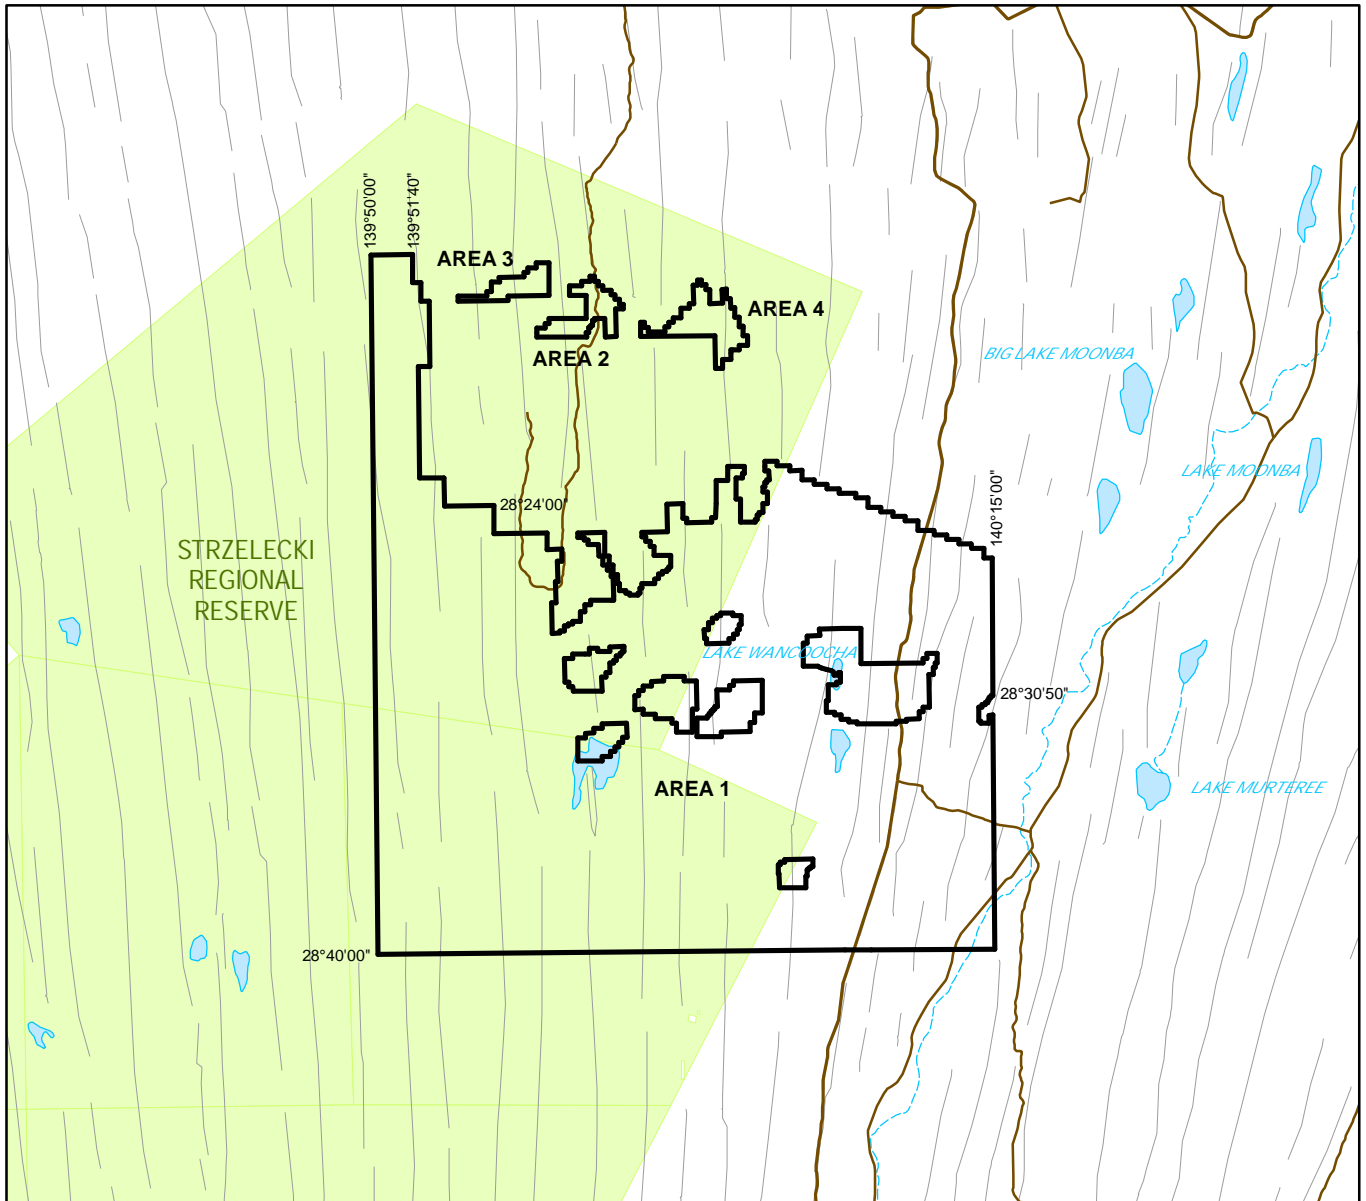 139°50'00"
139°51'40"
AREA 3
AREA 4
AREA 2
BIG LAKE MOONBA
LAKE MOONBA
28°24'00"
140°15'00"
STRZELECKI
REGIONAL
RESERVE
LAKE WANCOOCHA
28°30'50"
AREA 1
LAKE MURTEREE
28°40'00"